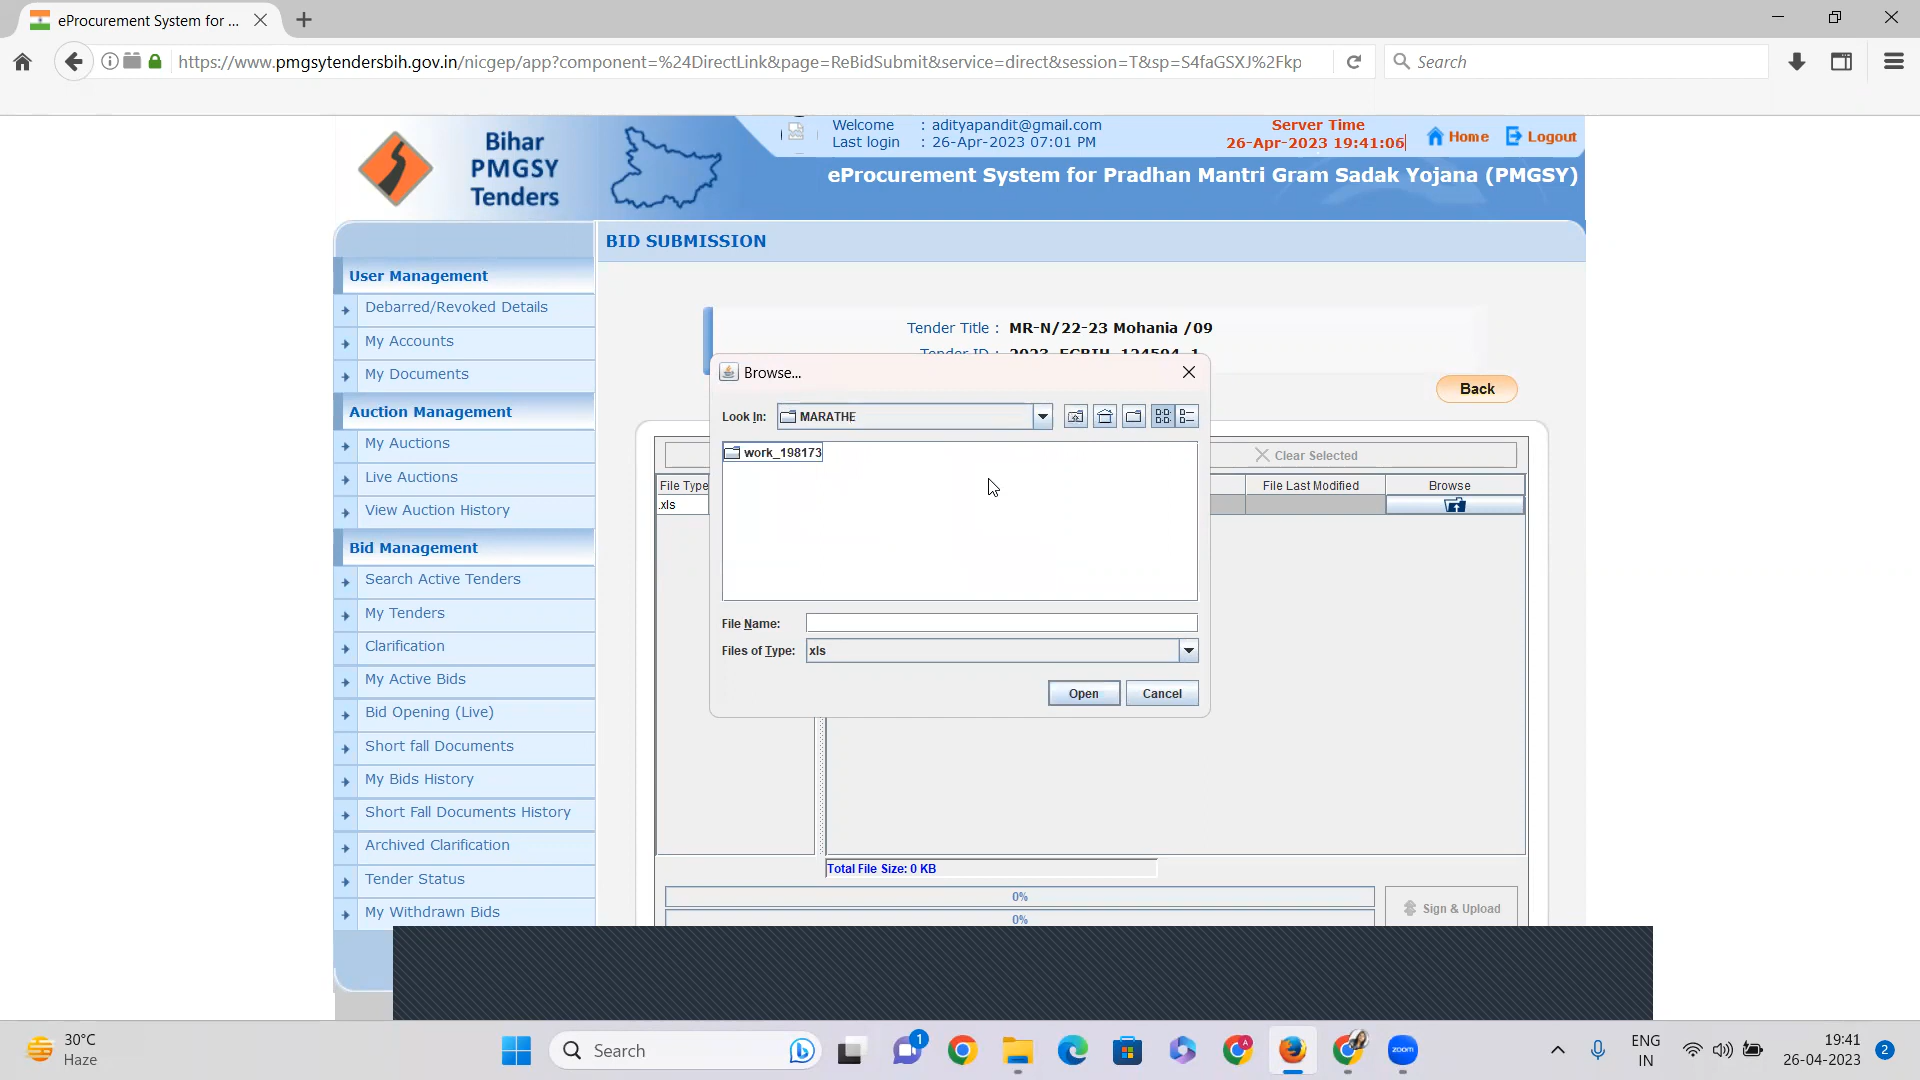 eProcurement System for ...
https://www.pmgsytendersbih.gov.in/nicgep/app?component=%24DirectLink&page=ReBidSubmit&service=direct&session=T&sp=S4faGSXJ%2Fkp
Search
Bihar
PMGSY
Tenders
Welcome : adityapandit@gmail.com
Last login : 26-Apr-2023 07:01 PM
Server Time
26-Apr-2023 19:41:06
Home
Logout
eProcurement System for Pradhan Mantri Gram Sadak Yojana (PMGSY)
BID SUBMISSION
User Management
Debarred/Revoked Details
My Accounts
My Documents
Auction Management
My Auctions
Live Auctions
View Auction History
Bid Management
Search Active Tenders
My Tenders
Clarification
My Active Bids
Bid Opening (Live)
Short fall Documents
My Bids History
Short Fall Documents History
Archived Clarification
Tender Status
My Withdrawn Bids
Tender Title : MR-N/22-23 Mohania /09
Tender ID :
Back
Browse...
Look In: MARATHE
work_198173
File Name:
Files of Type: xls
Open
Cancel
Clear Selected
File Type
File Last Modified
Browse
.xls
Total File Size: 0 KB
0%
0%
Sign & Upload
30°C
Haze
Search
1
A
zoom
ENG
IN
19:41
26-04-2023
2